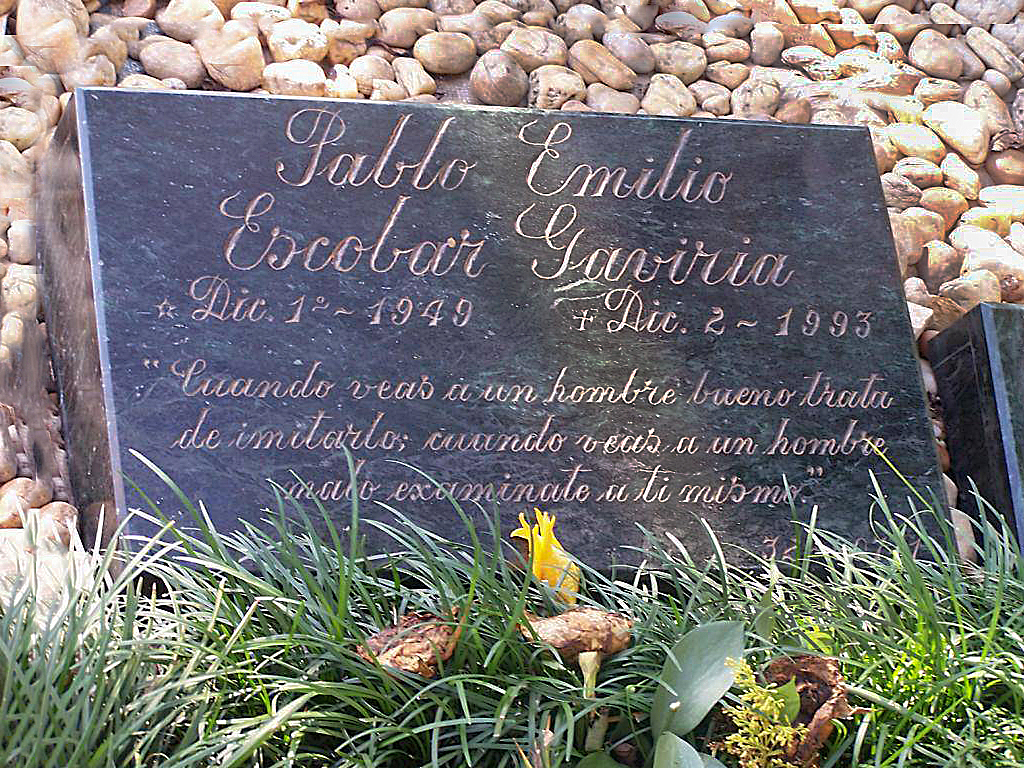 Pablo Emilio
Escobar Gaviria
☆ Dic. 1º ~ 1949 ✝ Dic. 2 ~ 1993
"Cuando veas a un hombre bueno trata
de imitarlo; cuando veas a un hombre
malo examinate a ti mismo."